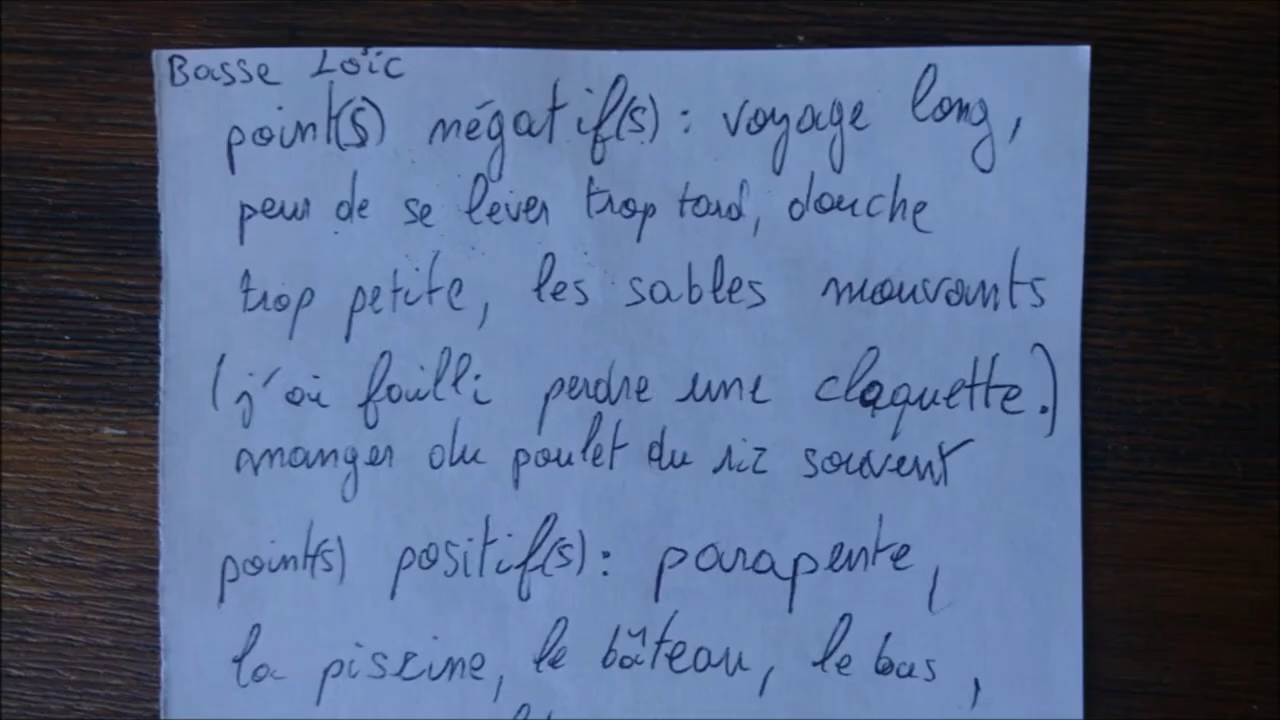 Basse Loïc
point(s) négatif(s) : voyage long,
peur de se lever trop tard, douche
trop petite, les sables mouvants
(j'ai failli perdre une claquette.)
manger du poulet du riz souvent
point(s) positif(s) : parapente,
la piscine, le bâteau, le bus,